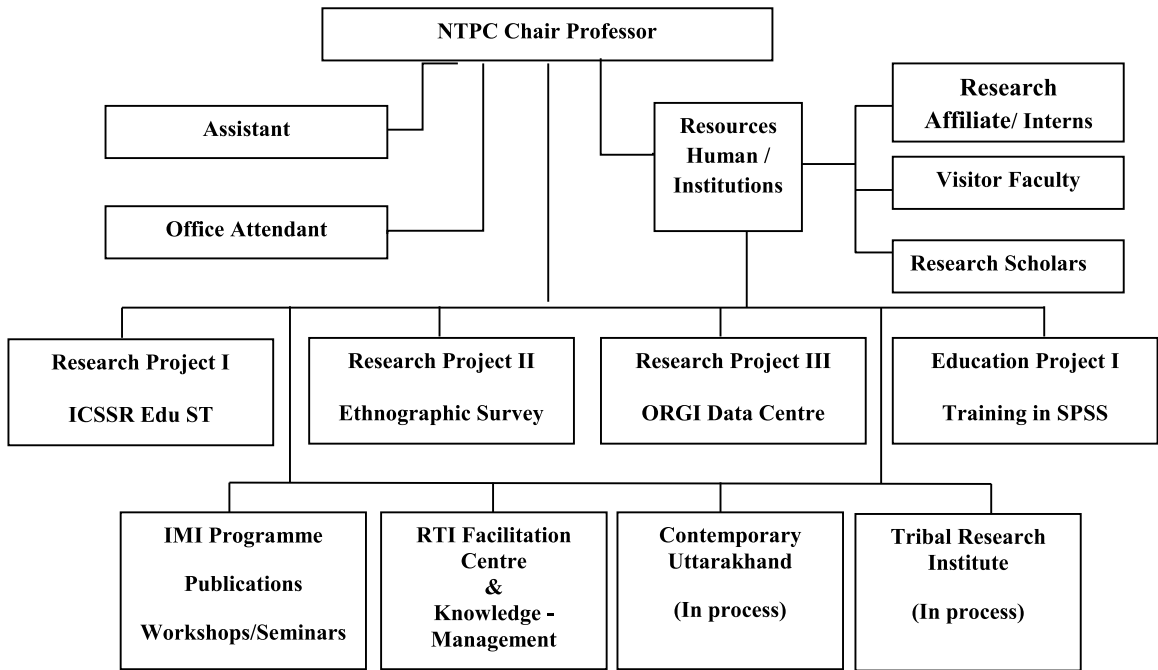 NTPC Chair Professor
Assistant
Office Attendant
Resources
Human /
Institutions
Research
Affiliate/ Interns
Visitor Faculty
Research Scholars
Research Project I
ICSSR Edu ST
Research Project II
Ethnographic Survey
Research Project III
ORGI Data Centre
Education Project I
Training in SPSS
IMI Programme
Publications
Workshops/Seminars
RTI Facilitation
Centre
&
Knowledge -
Management
Contemporary
Uttarakhand
(In process)
Tribal Research
Institute
(In process)